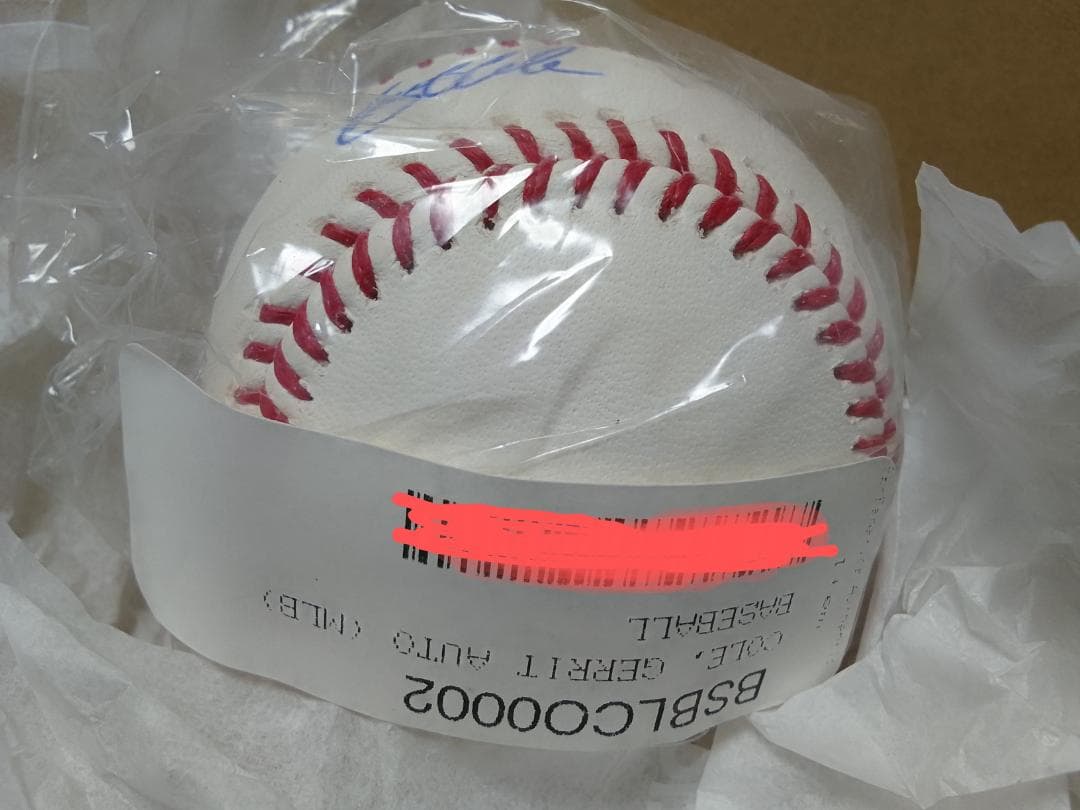 BSBLCO0002
COLE, GERRIT AUTO (MLB)
BASEBALL